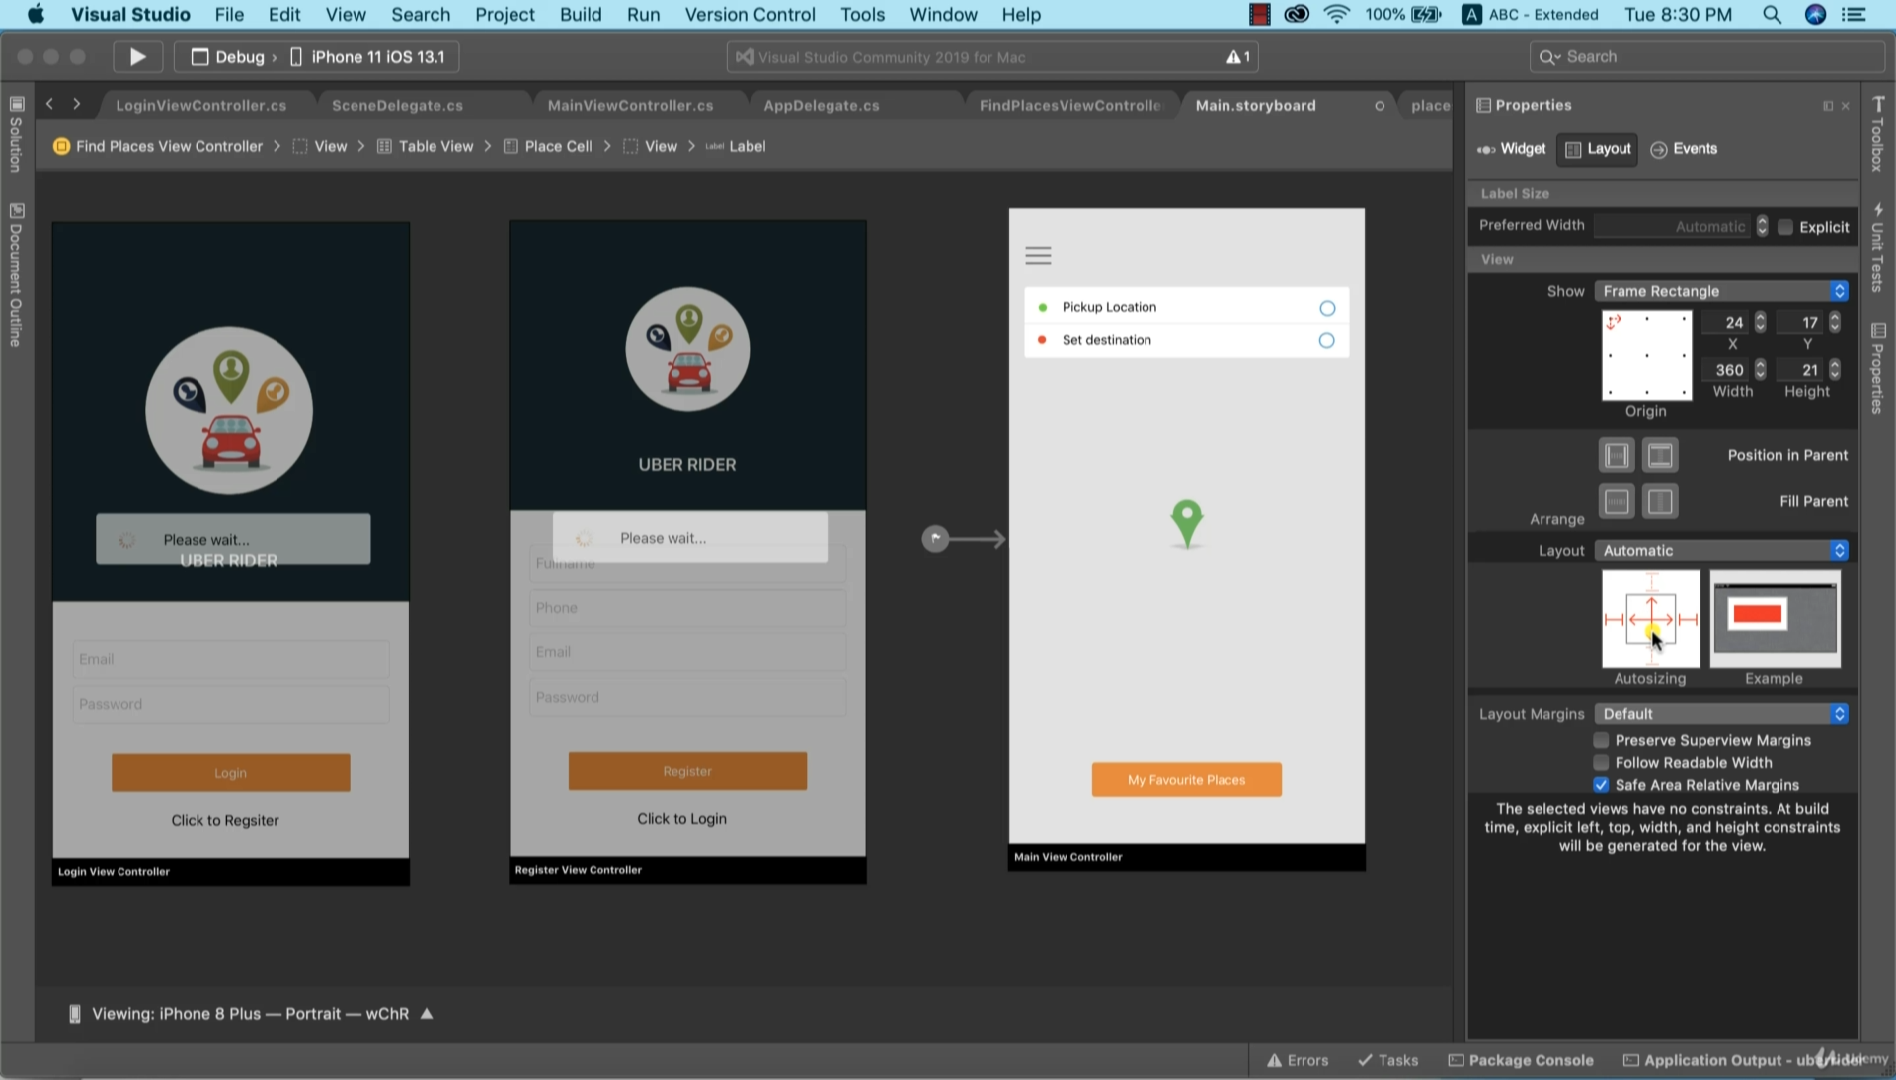 Visual Studio File Edit View Search Project Build Run Version Control Tools Window Help 100% A ABC - Extended Tue 8:30 PM
Debug › iPhone 11 iOS 13.1 Visual Studio Community 2019 for Mac 1 Search
LoginViewController.cs SceneDelegate.cs MainViewController.cs AppDelegate.cs FindPlacesViewControlle Main.storyboard place
Find Places View Controller > View > Table View > Place Cell > View > Label Label
Solution
Document Outline
UBER RIDER
Please wait...
Email
Password
Login
Click to Regsiter
Login View Controller
UBER RIDER
Please wait...
Fullname
Phone
Email
Password
Register
Click to Login
Register View Controller
Pickup Location
Set destination
My Favourite Places
Main View Controller
Viewing: iPhone 8 Plus — Portrait — wChR
Properties
Widget Layout Events
Label Size
Preferred Width Automatic Explicit
View
Show Frame Rectangle
24 17
X Y
360 21
Width Height
Origin
Position in Parent
Fill Parent
Arrange
Layout Automatic
Autosizing Example
Layout Margins Default
Preserve Superview Margins
Follow Readable Width
Safe Area Relative Margins
The selected views have no constraints. At build
time, explicit left, top, width, and height constraints
will be generated for the view.
Toolbox
Unit Tests
Properties
Errors Tasks Package Console Application Output - 
Udemy